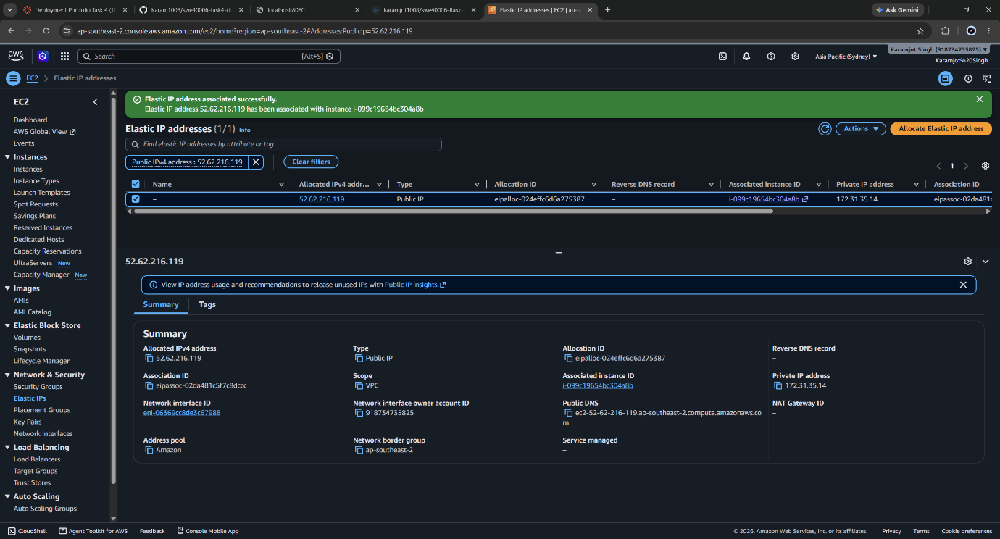 Deployment Portfolio Task 4 (10
Karam1008/swe40006-task4-do
localhost:8080
karamjot1008/swe40006-flask-t
Elastic IP addresses | EC2 | ap-s
Ask Gemini
ap-southeast-2.console.aws.amazon.com/ec2/home?region=ap-southeast-2#Addresses:PublicIp=52.62.216.119
aws
Search
[Alt+S]
Asia Pacific (Sydney)
Karamjot Singh (918734735825)
Karamjot%20Singh
EC2
Elastic IP addresses
EC2
Dashboard
AWS Global View
Events
Instances
Instances
Instance Types
Launch Templates
Spot Requests
Savings Plans
Reserved Instances
Dedicated Hosts
Capacity Reservations
UltraServers New
Capacity Manager New
Images
AMIs
AMI Catalog
Elastic Block Store
Volumes
Snapshots
Lifecycle Manager
Network & Security
Security Groups
Elastic IPs
Placement Groups
Key Pairs
Network Interfaces
Load Balancing
Load Balancers
Target Groups
Trust Stores
Auto Scaling
Auto Scaling Groups
Elastic IP address associated successfully.
Elastic IP address 52.62.216.119 has been associated with instance i-099c19654bc304a8b
Elastic IP addresses (1/1) Info
Actions
Allocate Elastic IP address
Find elastic IP addresses by attribute or tag
Public IPv4 address : 52.62.216.119
Clear filters
1
Name Allocated IPv4 addr... Type Allocation ID Reverse DNS record Associated instance ID Private IP address Association ID
– 52.62.216.119 Public IP eipalloc-024effc6d6a275387 – i-099c19654bc304a8b 172.31.35.14 eipassoc-02da481c
52.62.216.119
View IP address usage and recommendations to release unused IPs with Public IP insights.
Summary
Tags
Summary
Allocated IPv4 address
52.62.216.119
Type
Public IP
Allocation ID
eipalloc-024effc6d6a275387
Reverse DNS record
–
Association ID
eipassoc-02da481c5f7c8dccc
Scope
VPC
Associated instance ID
i-099c19654bc304a8b
Private IP address
172.31.35.14
Network interface ID
eni-06369cc8de3c67988
Network interface owner account ID
918734735825
Public DNS
ec2-52-62-216-119.ap-southeast-2.compute.amazonaws.co
m
NAT Gateway ID
–
Address pool
Amazon
Network border group
ap-southeast-2
Service managed
–
CloudShell
Agent Toolkit for AWS
Feedback
Console Mobile App
© 2026, Amazon Web Services, Inc. or its affiliates.
Privacy
Terms
Cookie preferences